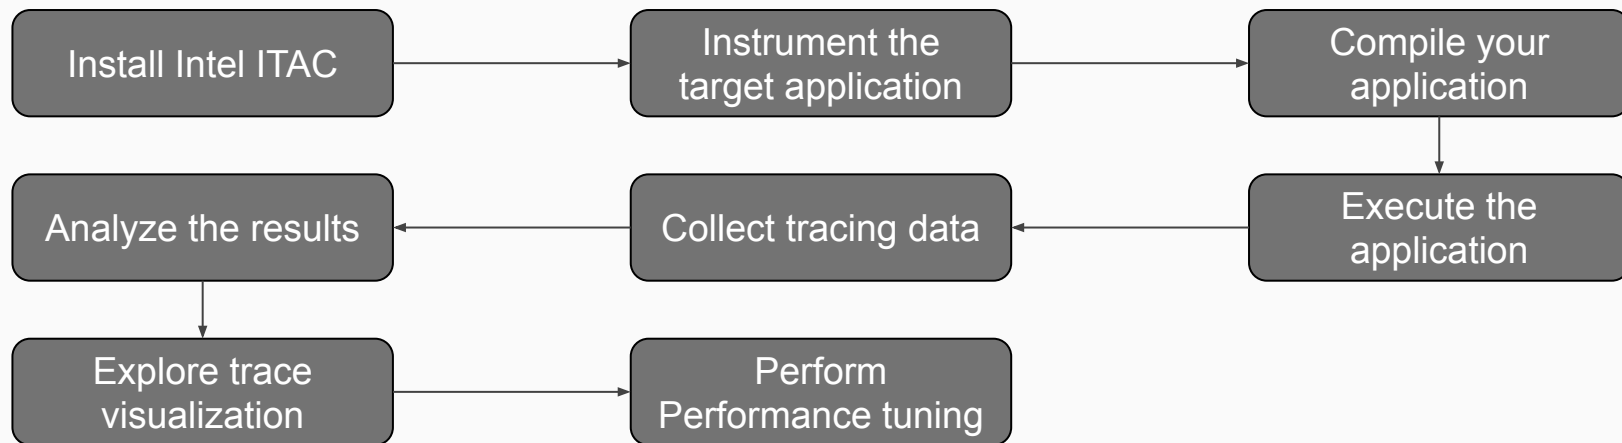 Install Intel ITAC
Instrument the
target application
Compile your
application
Execute the
application
Collect tracing data
Analyze the results
Explore trace
visualization
Perform
Performance tuning